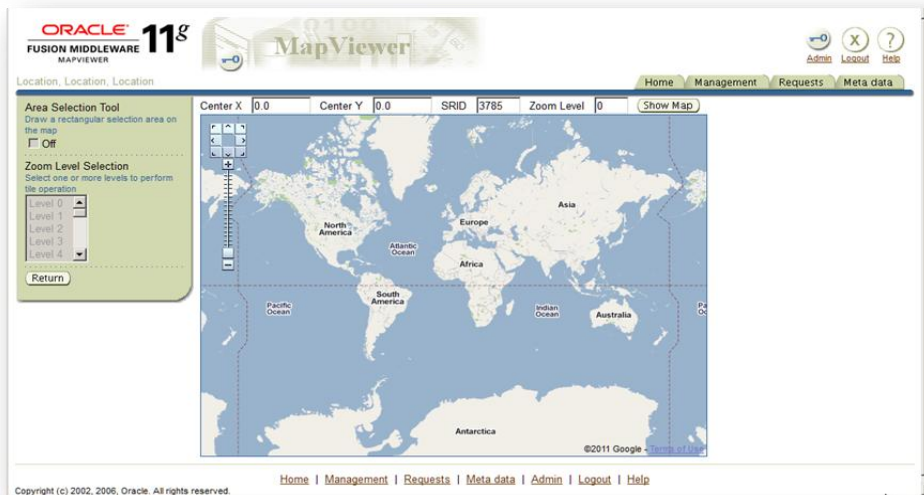 ORACLE
FUSION MIDDLEWARE
MAPVIEWER
11g
MapViewer
Admin
Logout
Help
Location, Location, Location
Home
Management
Requests
Meta data
Area Selection Tool
Draw a rectangular selection area on
the map
Off
Zoom Level Selection
Select one or more levels to perform
tile operation
Level 0
Level 1
Level 2
Level 3
Level 4
Return
Center X 0.0 Center Y 0.0 SRID 3785 Zoom Level 0 Show Map
North
America
Europe
Asia
Atlantic
Ocean
Africa
South
America
Pacific
Ocean
Indian
Ocean
Australia
Pa
Oc
Antarctica
©2011 Google - Terms of Use
Home | Management | Requests | Meta data | Admin | Logout | Help
Copyright (c) 2002, 2006, Oracle. All rights reserved.